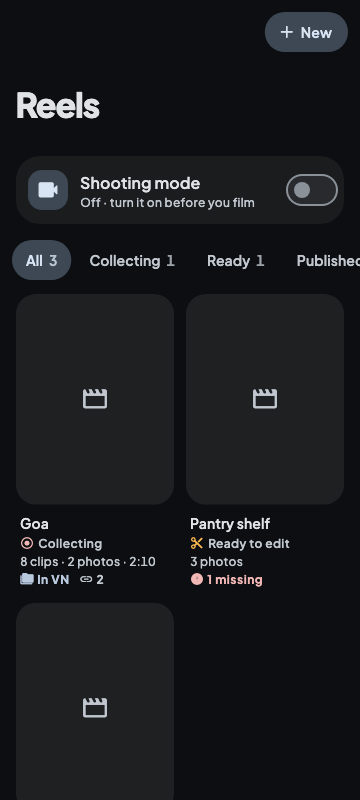 + New
Reels
Shooting mode
Off · turn it on before you film
All 3 Collecting 1 Ready 1 Published
Goa
Collecting
8 clips · 2 photos · 2:10
In VN 2
Pantry shelf
Ready to edit
3 photos
1 missing